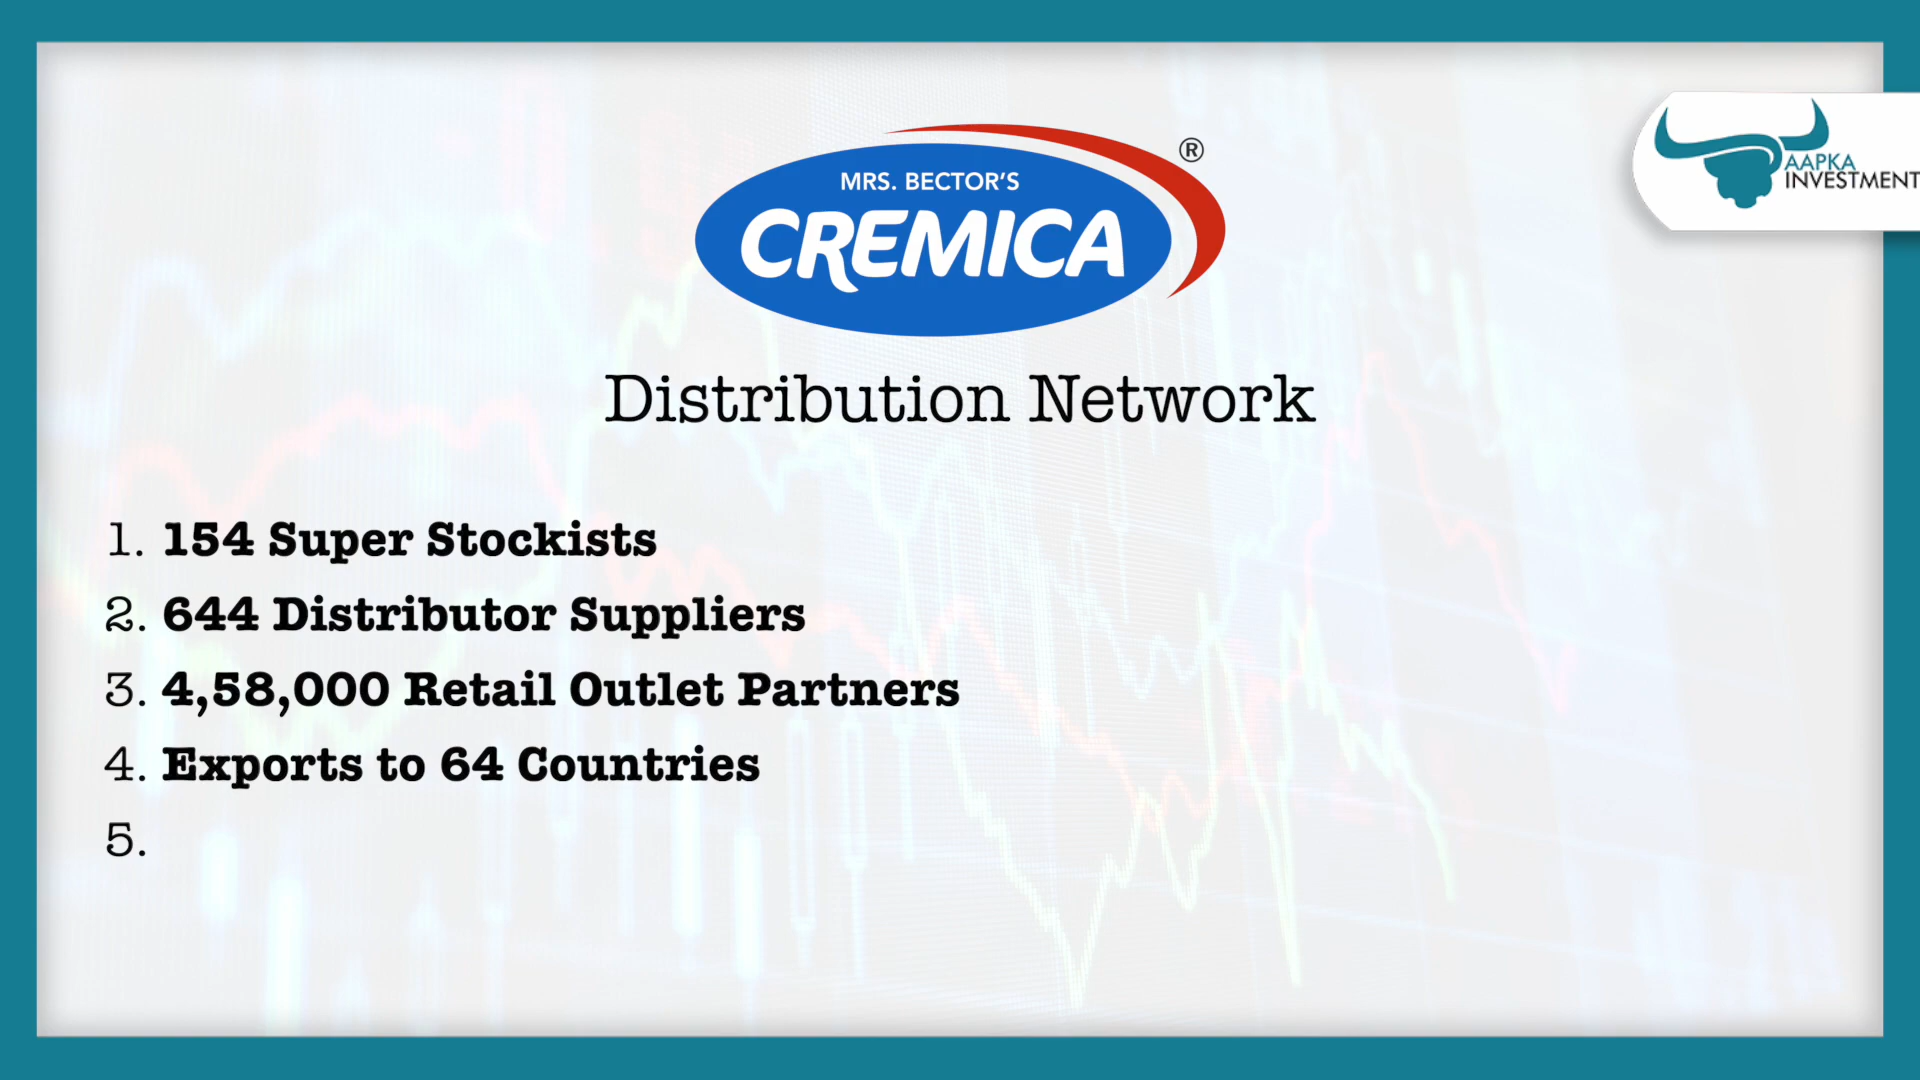 MRS. BECTOR'S
CREMICA
®
AAPKA
INVESTMENT
Distribution Network
1. 154 Super Stockists
2. 644 Distributor Suppliers
3. 4,58,000 Retail Outlet Partners
4. Exports to 64 Countries
5.